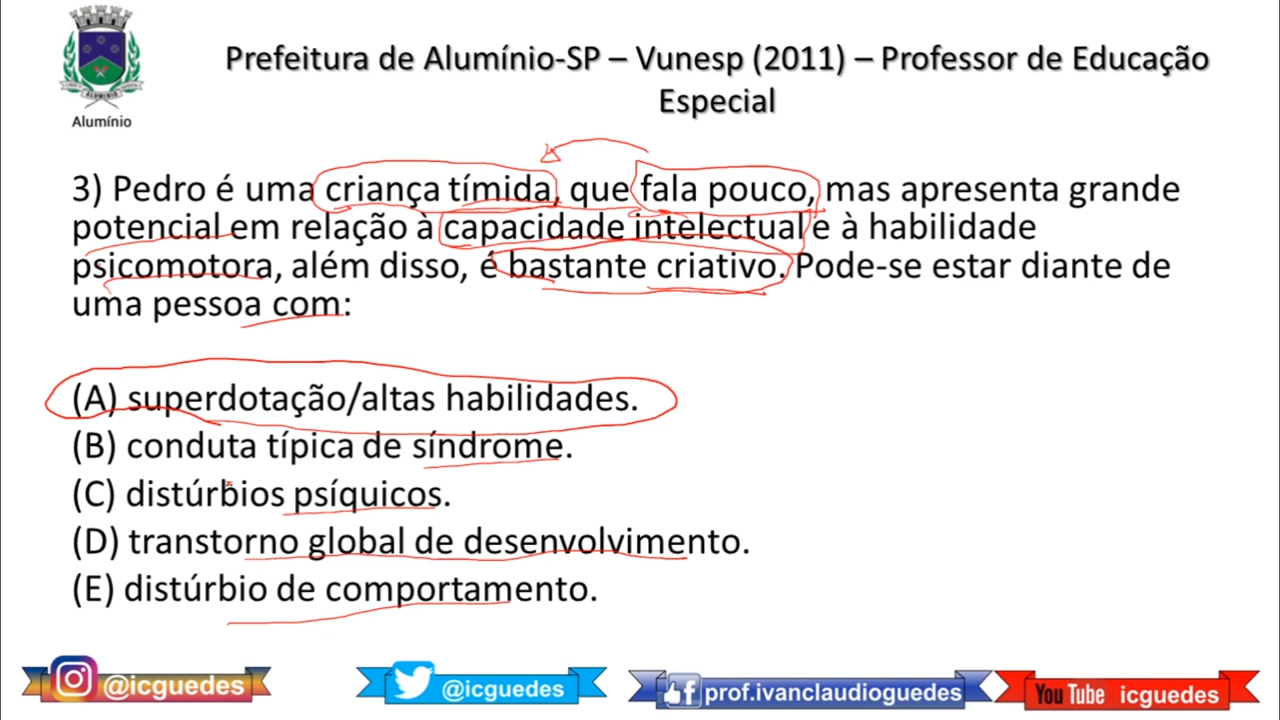 Prefeitura de Alumínio-SP – Vunesp (2011) – Professor de Educação
Especial
Alumínio
3) Pedro é uma criança tímida, que fala pouco, mas apresenta grande
potencial em relação à capacidade intelectual e à habilidade
psicomotora, além disso, é bastante criativo. Pode-se estar diante de
uma pessoa com:
(A) superdotação/altas habilidades.
(B) conduta típica de síndrome.
(C) distúrbios psíquicos.
(D) transtorno global de desenvolvimento.
(E) distúrbio de comportamento.
@icguedes
@icguedes
prof.ivanclaudioguedes
YouTube icguedes